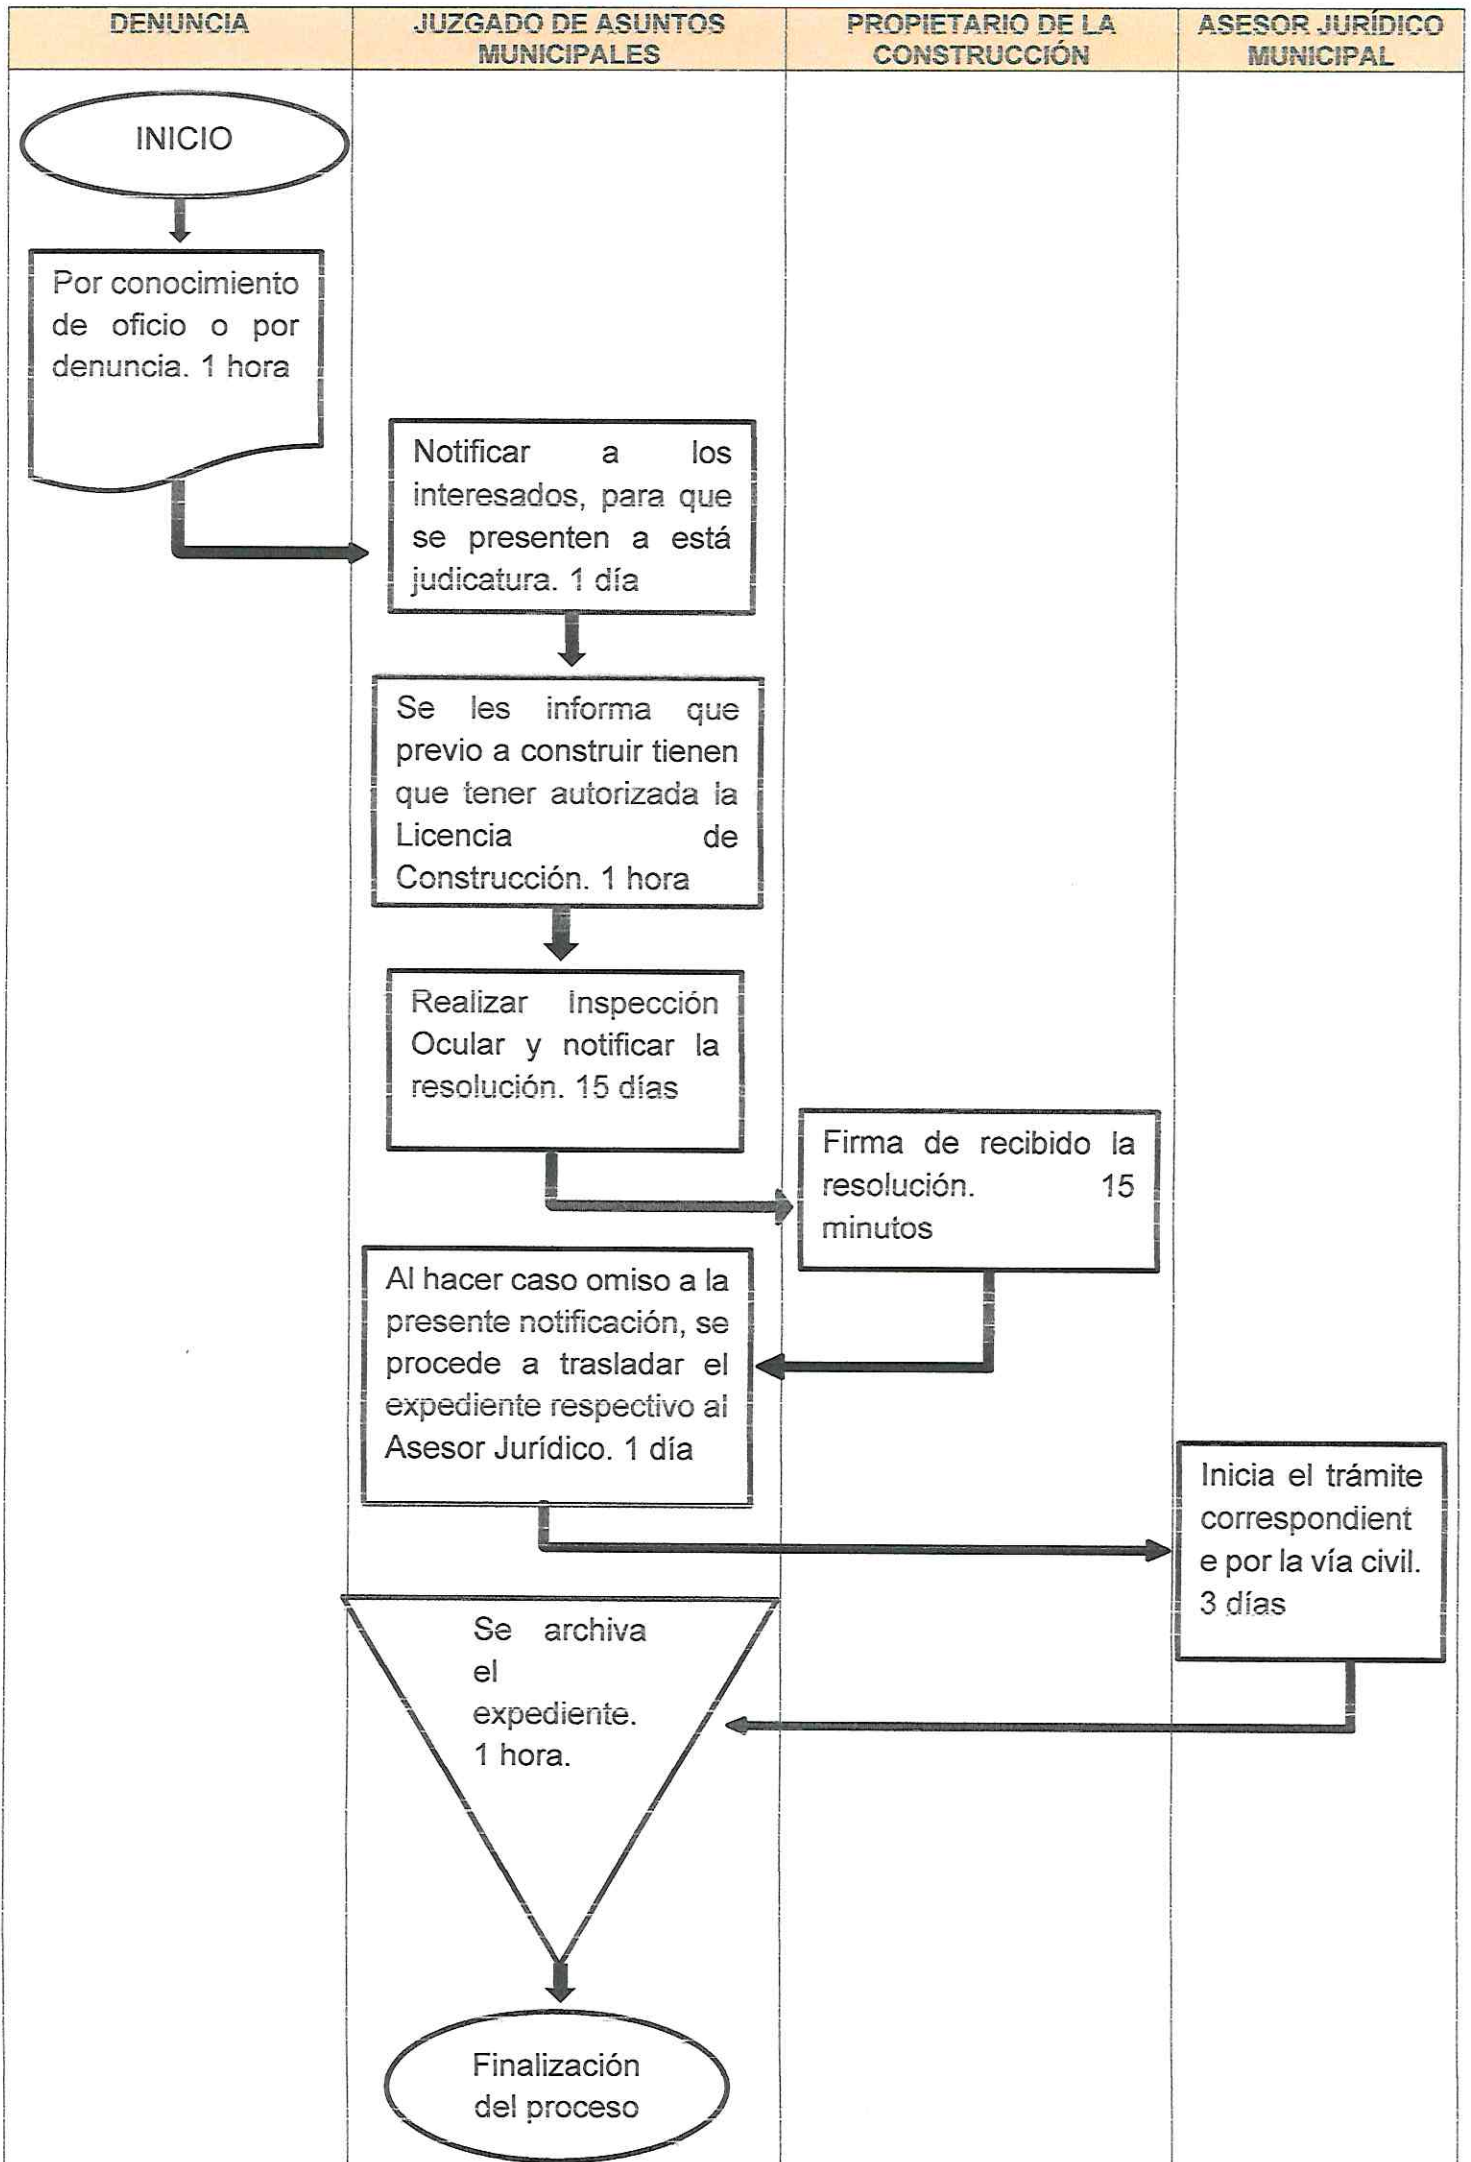 DENUNCIA
JUZGADO DE ASUNTOS
MUNICIPALES
PROPIETARIO DE LA
CONSTRUCCIÓN
ASESOR JURÍDICO
MUNICIPAL
INICIO
Por conocimiento
de oficio o por
denuncia. 1 hora
Notificar a los
interesados, para que
se presenten a está
judicatura. 1 día
Se les informa que
previo a construir tienen
que tener autorizada la
Licencia de
Construcción. 1 hora
Realizar Inspección
Ocular y notificar la
resolución. 15 días
Firma de recibido la
resolución. 15
minutos
Al hacer caso omiso a la
presente notificación, se
procede a trasladar el
expediente respectivo al
Asesor Jurídico. 1 día
Inicia el trámite
correspondient
e por la vía civil.
3 días
Se archiva
el
expediente.
1 hora.
Finalización
del proceso